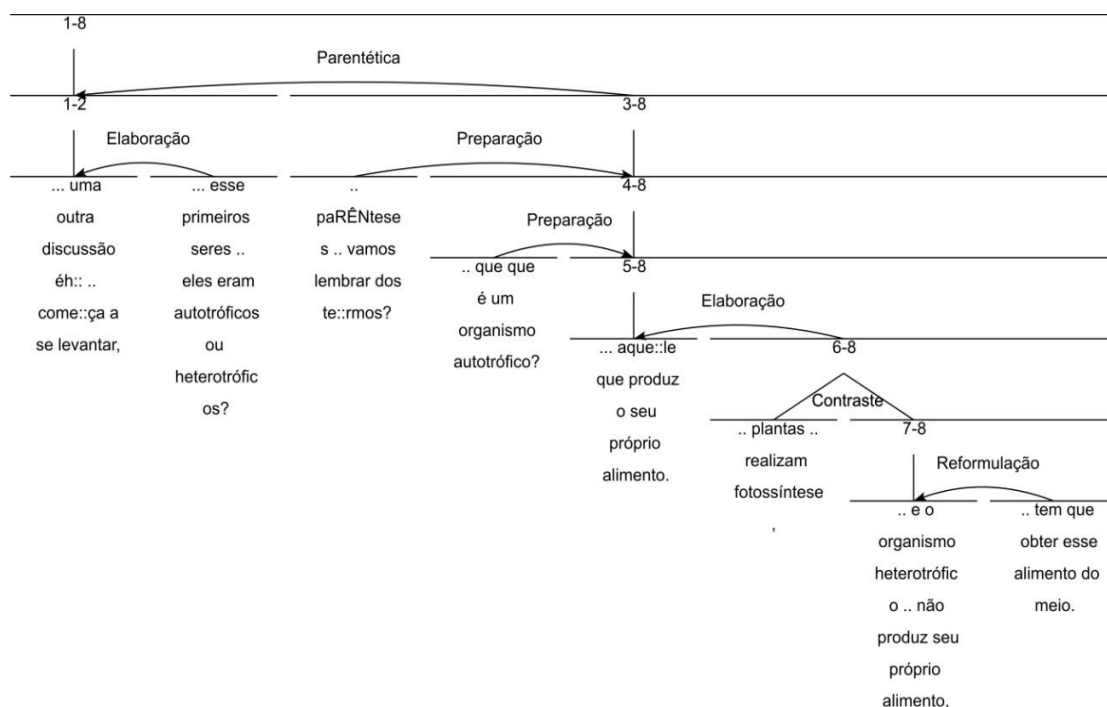 1-8
Parentética
1-2
3-8
Elaboração
Preparação
... uma
outra
discussão
éh:: ..
come::ça a
se levantar,
... esse
primeiros
seres ..
eles eram
autotróficos
ou
heterotrófic
os?
..
paRÊNtese
s .. vamos
lembrar dos
te::rmos?
4-8
Preparação
.. que que
é um
organismo
autotrófico?
5-8
Elaboração
... aque::le
que produz
o seu
próprio
alimento.
6-8
Contraste
.. plantas ..
realizam
fotossíntese
,
7-8
Reformulação
.. e o
organismo
heterotrófic
o .. não
produz seu
próprio
alimento,
.. tem que
obter esse
alimento do
meio.